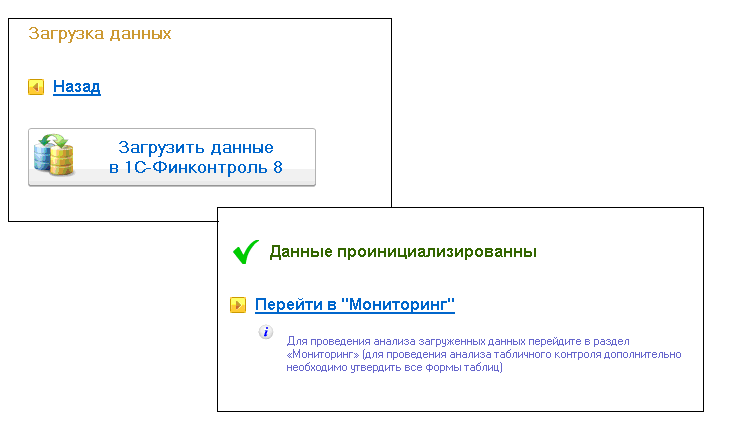 Загрузка данных
Назад
Загрузить данные
в 1С-Финконтроль 8
Данные проинициализированны
Перейти в "Мониторинг"
Для проведения анализа загруженных данных перейдите в раздел
«Мониторинг» (для проведения анализа табличного контроля дополнительно
необходимо утвердить все формы таблиц)